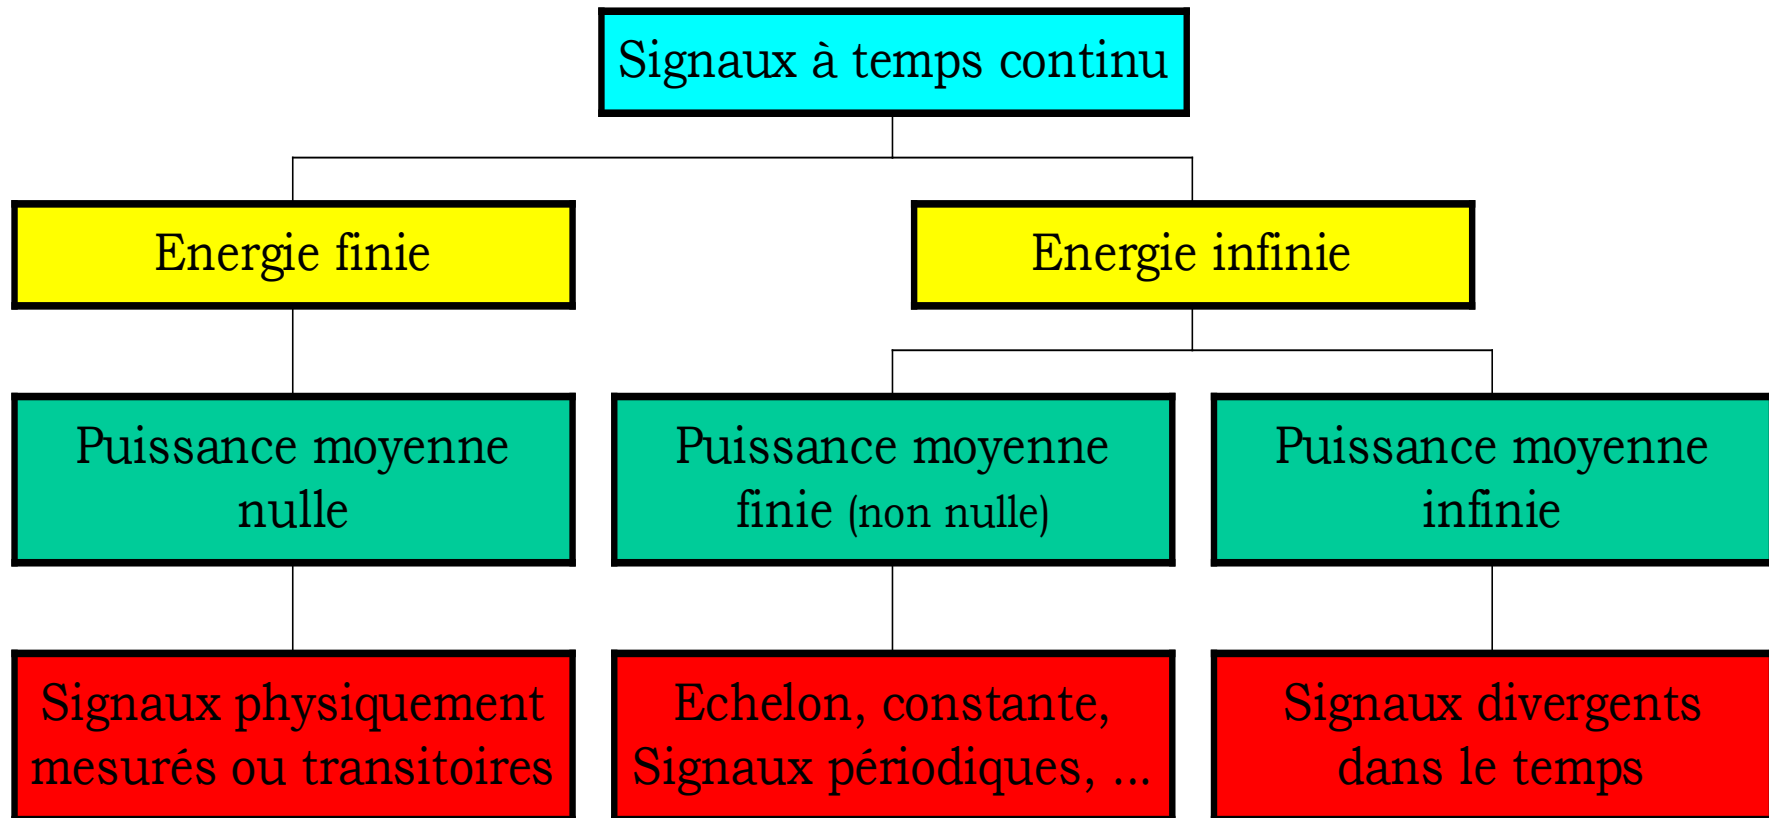 Signaux à temps continu
Energie finie
Energie infinie
Puissance moyenne
nulle
Puissance moyenne
finie (non nulle)
Puissance moyenne
infinie
Signaux physiquement
mesurés ou transitoires
Echelon, constante,
Signaux périodiques, ...
Signaux divergents
dans le temps